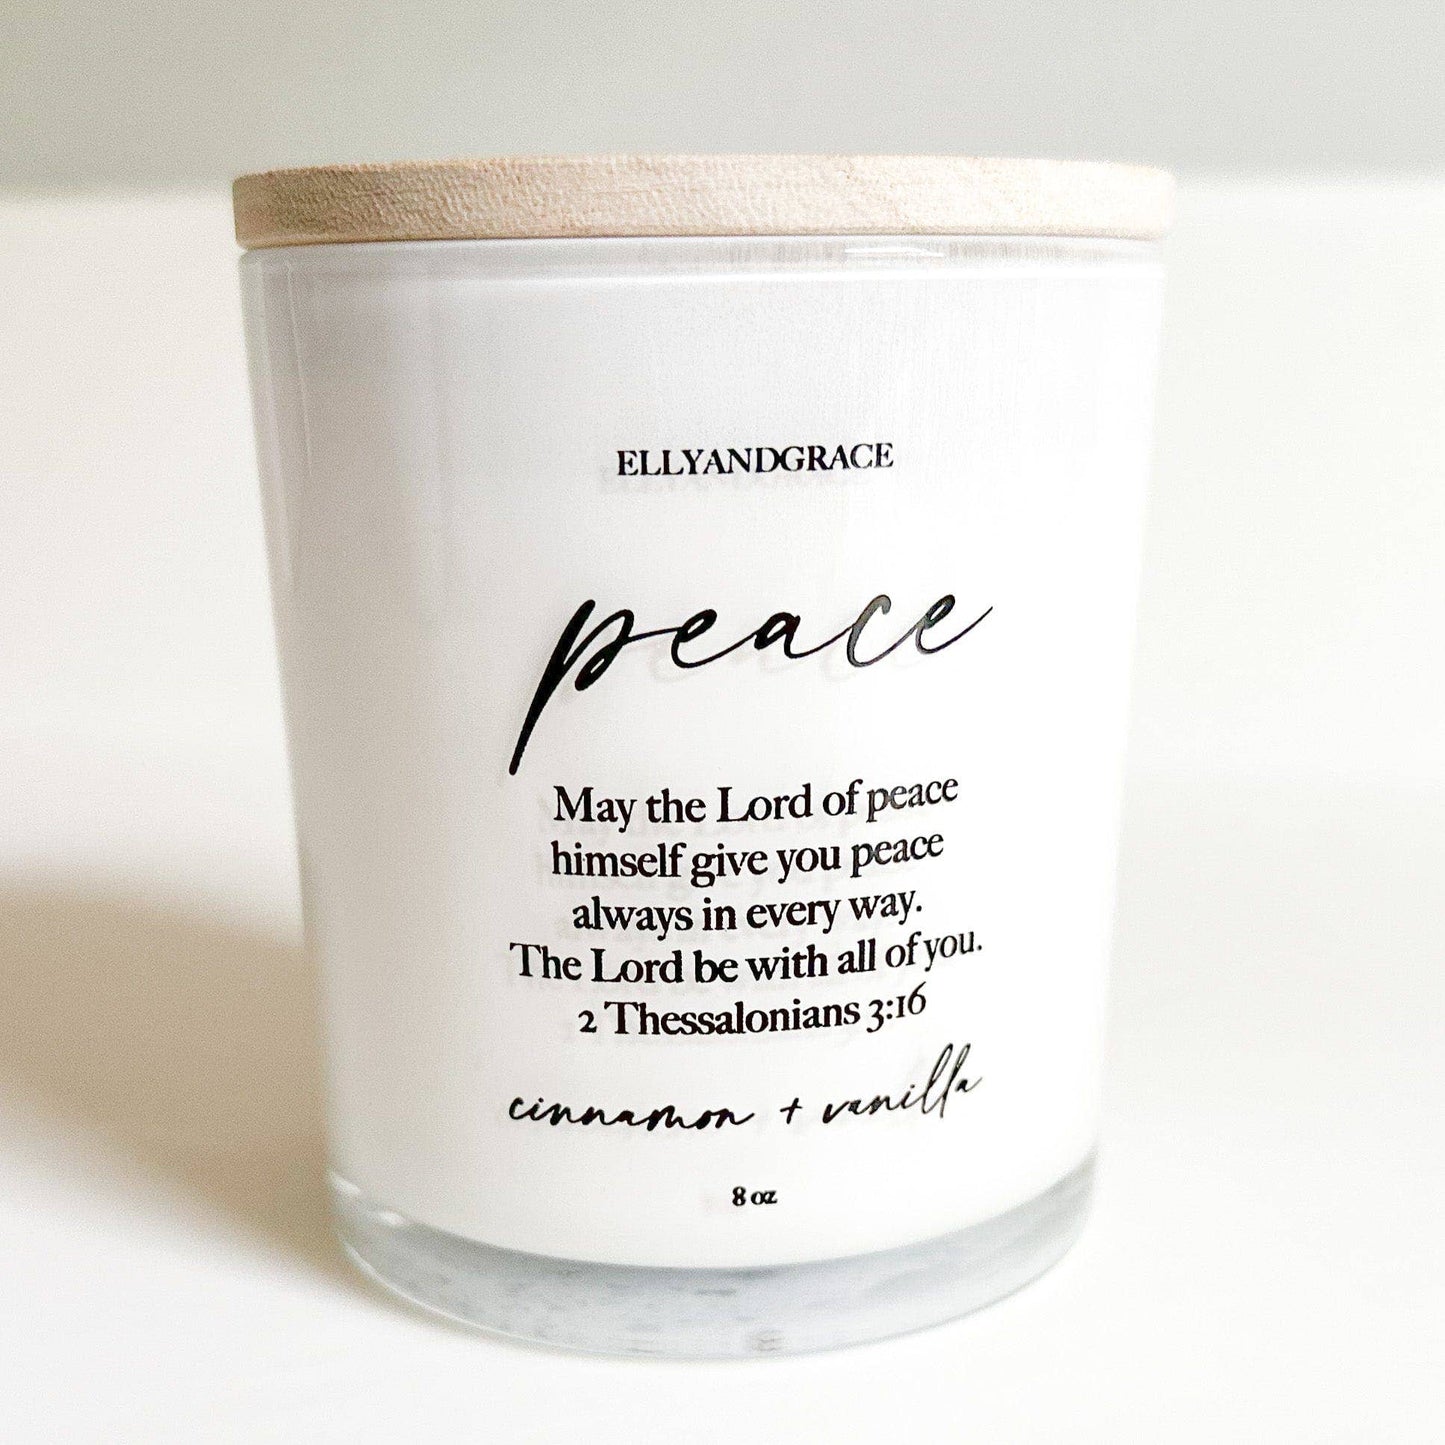 ELLYANDGRACE
peace
May the Lord of peace
himself give you peace
always in every way.
The Lord be with all of you.
2 Thessalonians 3:16
cinnamon + vanilla
8 oz